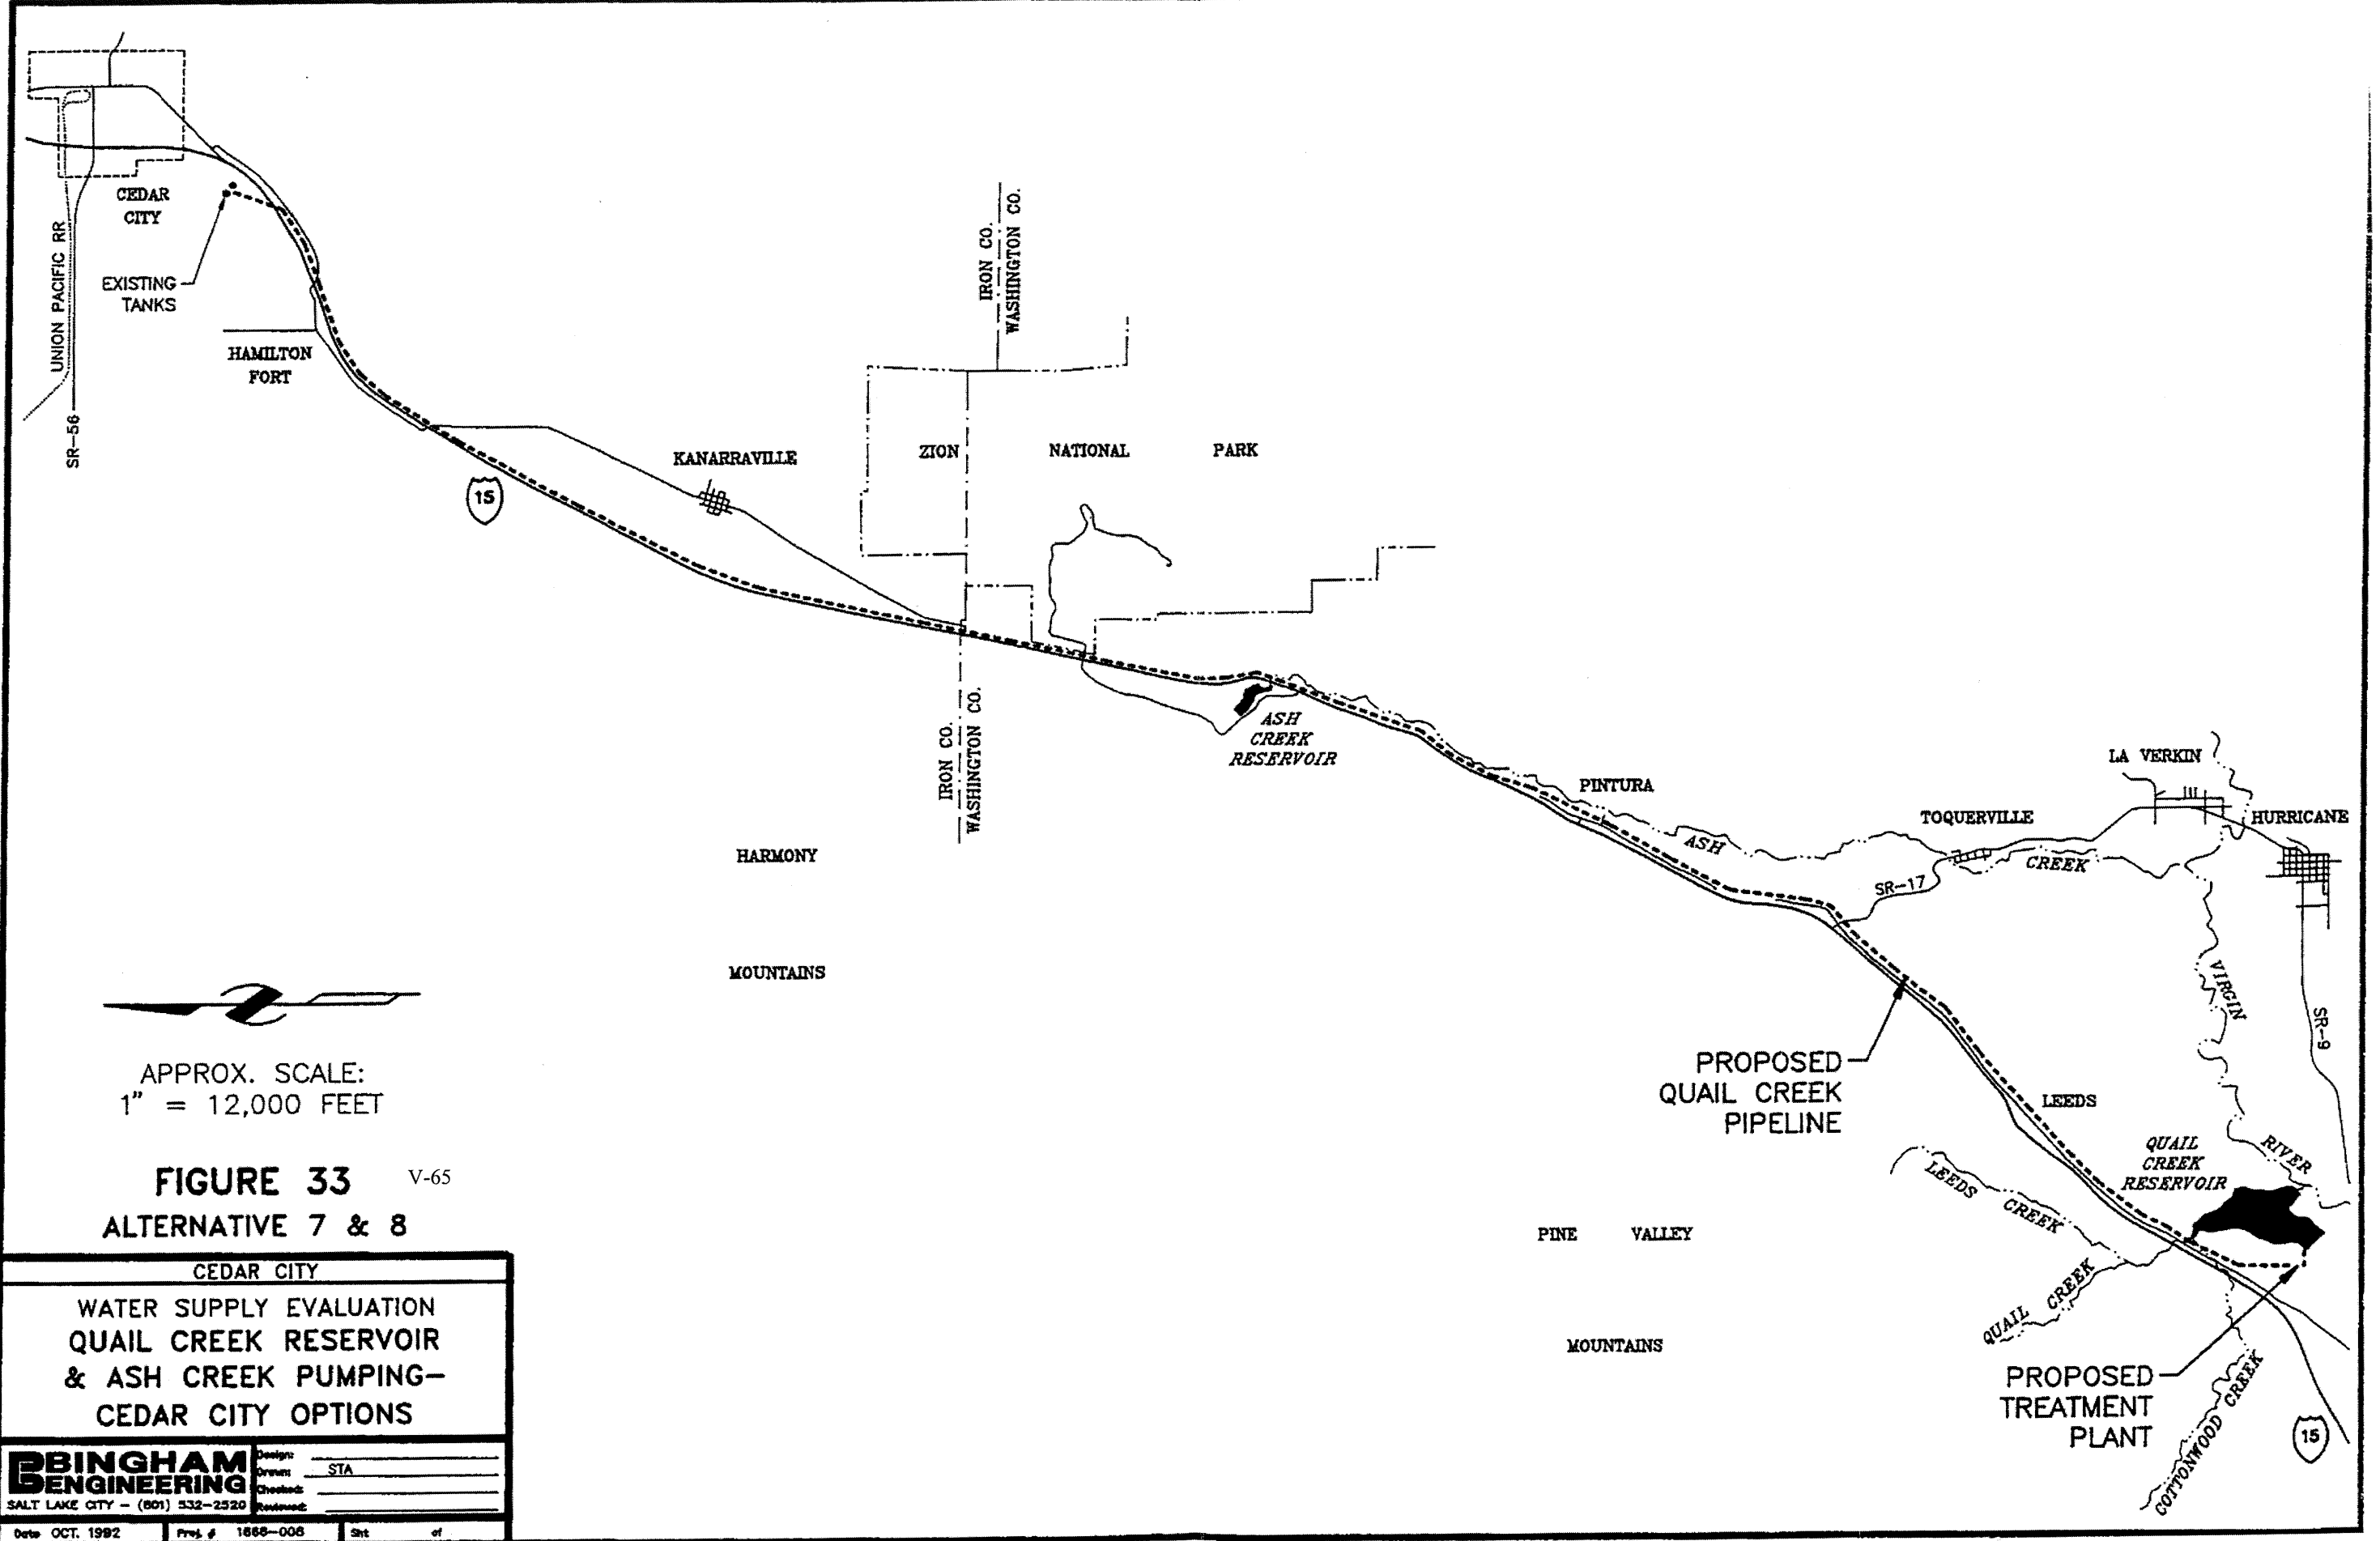 CEDAR
CITY
EXISTING
TANKS
UNION PACIFIC RR
SR-56
HAMILTON
FORT
15
KANARRAVILLE
IRON CO.
WASHINGTON CO.
ZION NATIONAL PARK
IRON CO.
WASHINGTON CO.
ASH
CREEK
RESERVOIR
HARMONY
MOUNTAINS
PINTURA
ASH CREEK
TOQUERVILLE
LA VERKIN
HURRICANE
SR-17
VIRGIN RIVER
SR-9
PROPOSED
QUAIL CREEK
PIPELINE
LEEDS
QUAIL
CREEK
RESERVOIR
LEEDS CREEK
QUAIL CREEK
COTTONWOOD CREEK
PINE VALLEY
MOUNTAINS
PROPOSED
TREATMENT
PLANT
15
APPROX. SCALE:
1" = 12,000 FEET
FIGURE 33 V-65
ALTERNATIVE 7 & 8
CEDAR CITY
WATER SUPPLY EVALUATION
QUAIL CREEK RESERVOIR
& ASH CREEK PUMPING-
CEDAR CITY OPTIONS
BINGHAM
ENGINEERING
SALT LAKE CITY - (801) 532-2520
Design:
Drawn: STA
Checked:
Reviewed:
Date OCT. 1992 Proj. # 1666-006 Sht of